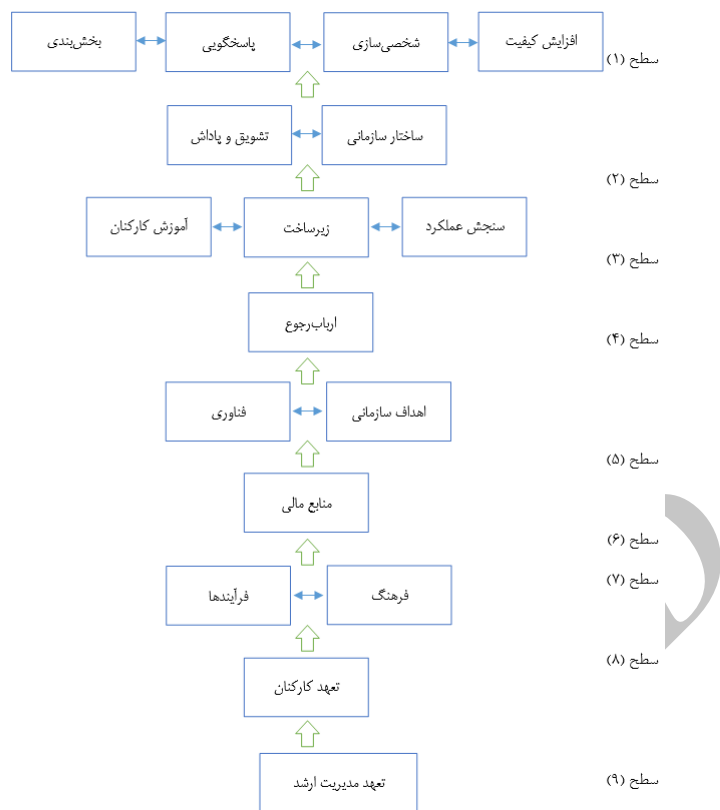 افزایش کیفیت
شخصی‌سازی
پاسخگویی
بخش‌بندی
سطح (۱)
ساختار سازمانی
تشویق و پاداش
سطح (۲)
سنجش عملکرد
زیرساخت
آموزش کارکنان
سطح (۳)
ارباب‌رجوع
سطح (۴)
اهداف سازمانی
فناوری
سطح (۵)
منابع مالی
سطح (۶)
سطح (۷)
فرهنگ
فرآیندها
سطح (۸)
تعهد کارکنان
سطح (۹)
تعهد مدیریت ارشد